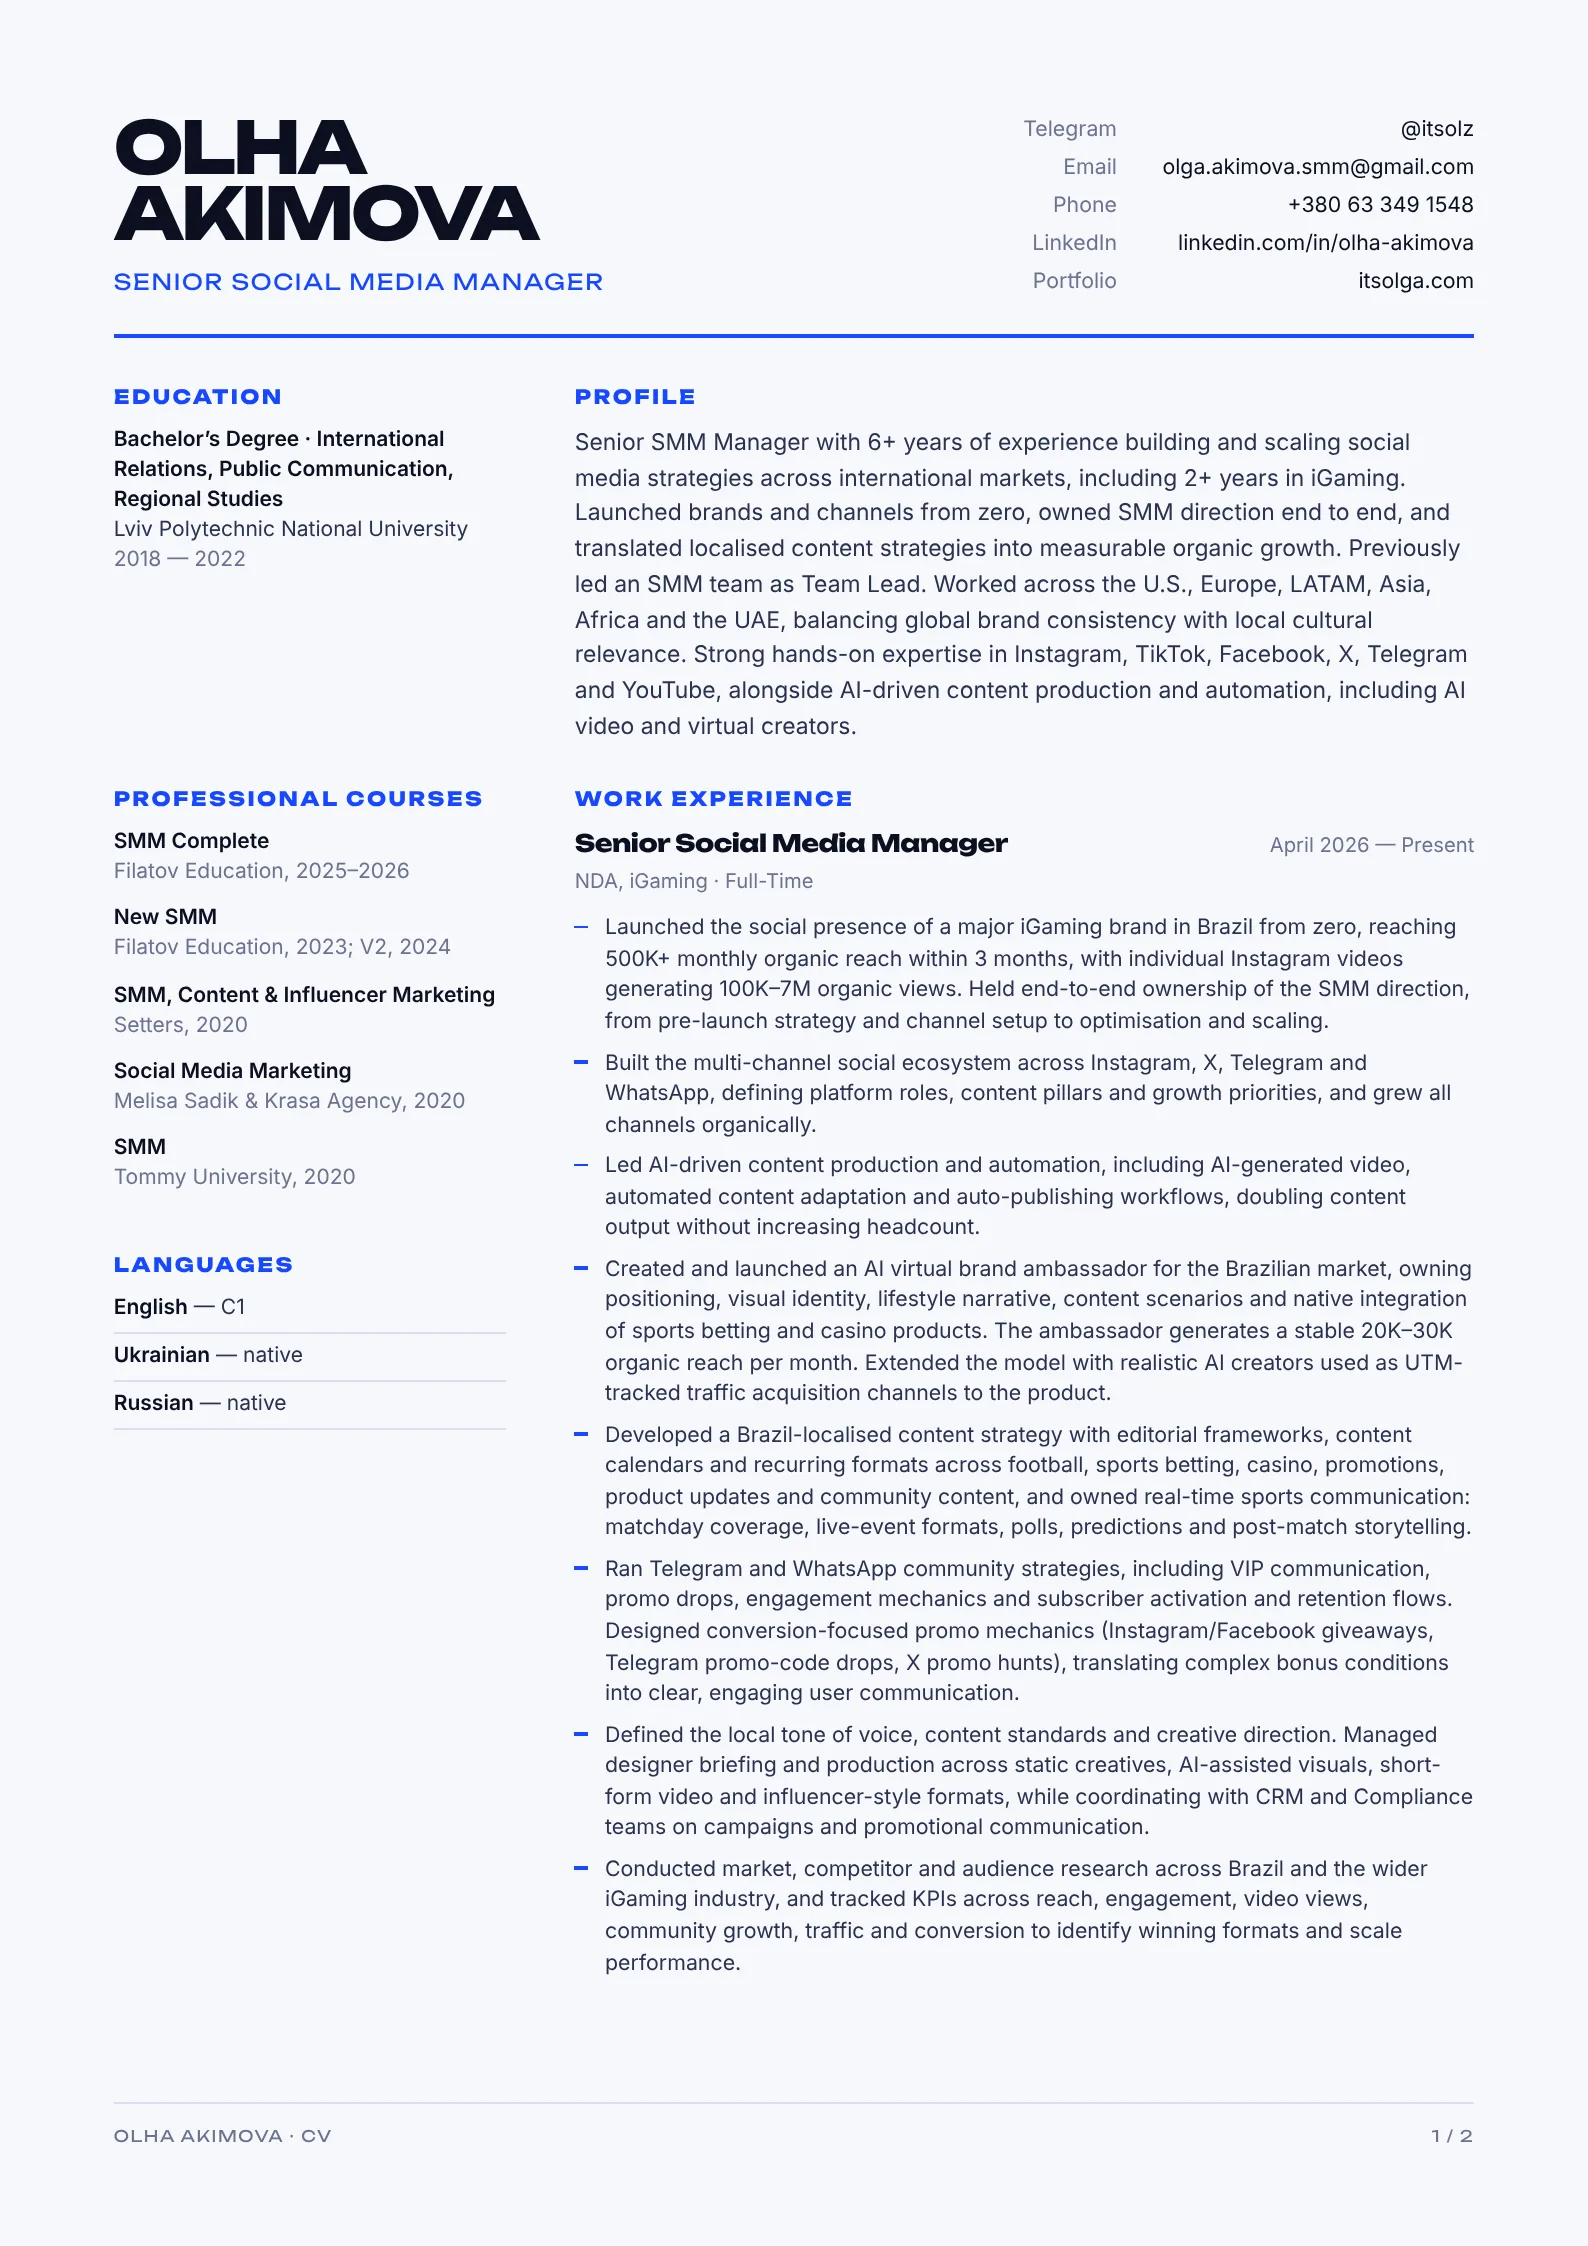 OLHA
AKIMOVA
SENIOR SOCIAL MEDIA MANAGER
Telegram @itsolz
Email olga.akimova.smm@gmail.com
Phone +380 63 349 1548
LinkedIn linkedin.com/in/olha-akimova
Portfolio itsolga.com
EDUCATION
Bachelor’s Degree · International
Relations, Public Communication,
Regional Studies
Lviv Polytechnic National University
2018 — 2022
PROFILE
Senior SMM Manager with 6+ years of experience building and scaling social
media strategies across international markets, including 2+ years in iGaming.
Launched brands and channels from zero, owned SMM direction end to end, and
translated localised content strategies into measurable organic growth. Previously
led an SMM team as Team Lead. Worked across the U.S., Europe, LATAM, Asia,
Africa and the UAE, balancing global brand consistency with local cultural
relevance. Strong hands-on expertise in Instagram, TikTok, Facebook, X, Telegram
and YouTube, alongside AI-driven content production and automation, including AI
video and virtual creators.
PROFESSIONAL COURSES
SMM Complete
Filatov Education, 2025–2026
New SMM
Filatov Education, 2023; V2, 2024
SMM, Content & Influencer Marketing
Setters, 2020
Social Media Marketing
Melisa Sadik & Krasa Agency, 2020
SMM
Tommy University, 2020
LANGUAGES
English — C1
Ukrainian — native
Russian — native
WORK EXPERIENCE
Senior Social Media Manager April 2026 — Present
NDA, iGaming · Full-Time
– Launched the social presence of a major iGaming brand in Brazil from zero, reaching
500K+ monthly organic reach within 3 months, with individual Instagram videos
generating 100K–7M organic views. Held end-to-end ownership of the SMM direction,
from pre-launch strategy and channel setup to optimisation and scaling.
– Built the multi-channel social ecosystem across Instagram, X, Telegram and
WhatsApp, defining platform roles, content pillars and growth priorities, and grew all
channels organically.
– Led AI-driven content production and automation, including AI-generated video,
automated content adaptation and auto-publishing workflows, doubling content
output without increasing headcount.
– Created and launched an AI virtual brand ambassador for the Brazilian market, owning
positioning, visual identity, lifestyle narrative, content scenarios and native integration
of sports betting and casino products. The ambassador generates a stable 20K–30K
organic reach per month. Extended the model with realistic AI creators used as UTM-
tracked traffic acquisition channels to the product.
– Developed a Brazil-localised content strategy with editorial frameworks, content
calendars and recurring formats across football, sports betting, casino, promotions,
product updates and community content, and owned real-time sports communication:
matchday coverage, live-event formats, polls, predictions and post-match storytelling.
– Ran Telegram and WhatsApp community strategies, including VIP communication,
promo drops, engagement mechanics and subscriber activation and retention flows.
Designed conversion-focused promo mechanics (Instagram/Facebook giveaways,
Telegram promo-code drops, X promo hunts), translating complex bonus conditions
into clear, engaging user communication.
– Defined the local tone of voice, content standards and creative direction. Managed
designer briefing and production across static creatives, AI-assisted visuals, short-
form video and influencer-style formats, while coordinating with CRM and Compliance
teams on campaigns and promotional communication.
– Conducted market, competitor and audience research across Brazil and the wider
iGaming industry, and tracked KPIs across reach, engagement, video views,
community growth, traffic and conversion to identify winning formats and scale
performance.
OLHA AKIMOVA · CV 1 / 2